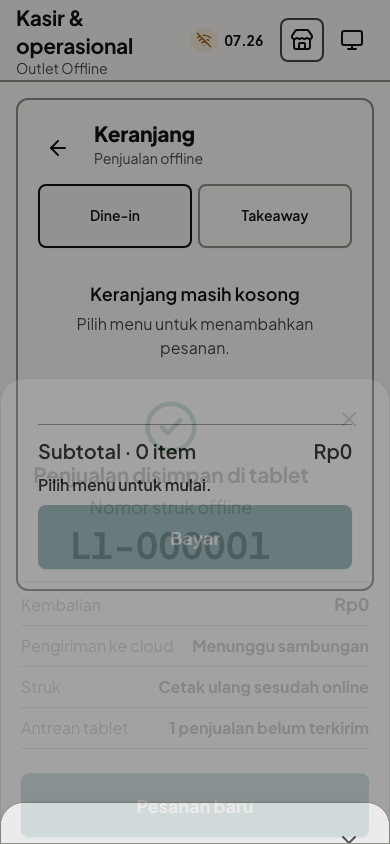 Kasir &
operasional
Outlet Offline
07.26
Keranjang
Penjualan offline
Dine-in
Takeaway
Keranjang masih kosong
Pilih menu untuk menambahkan
pesanan.
Subtotal · 0 item
Rp0
Penjualan disimpan di tablet
Pilih menu untuk mulai.
Nomor struk offline
Bayar
L1-000001
Kembalian
Rp0
Pengiriman ke cloud
Menunggu sambungan
Struk
Cetak ulang sesudah online
Antrean tablet
1 penjualan belum terkirim
Pesanan baru